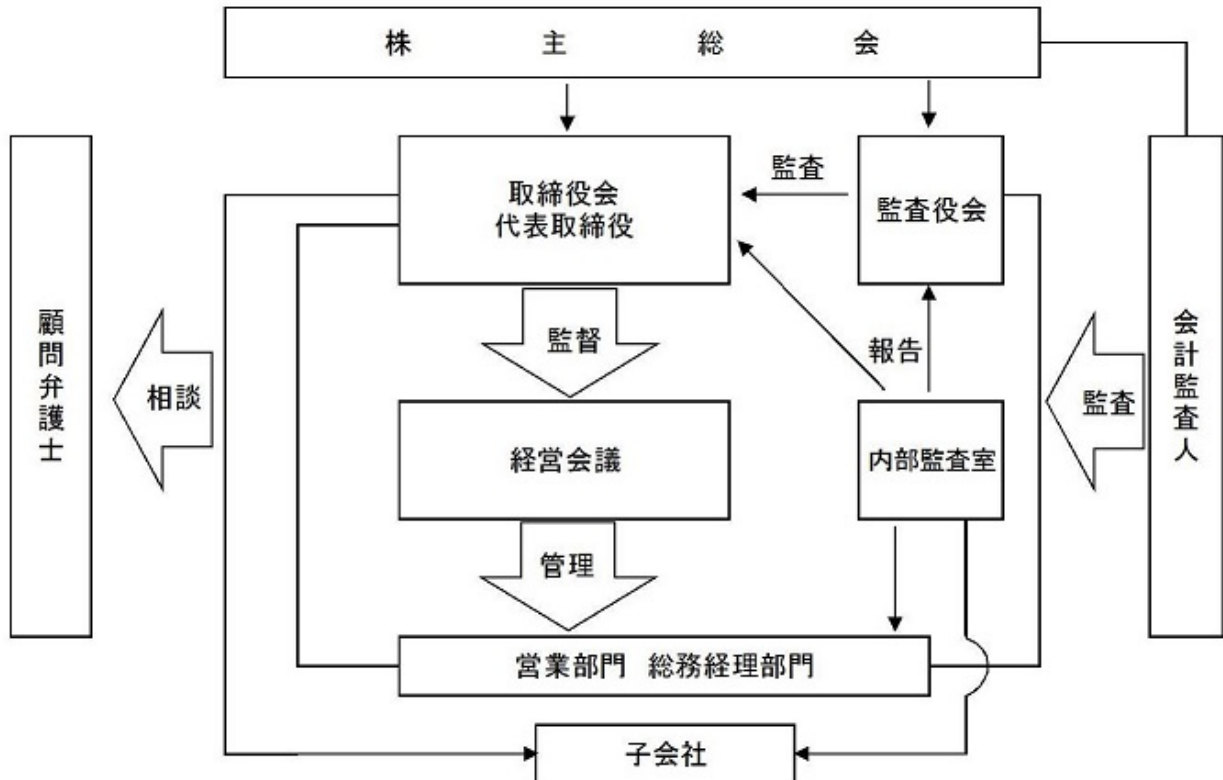 株主総会
取締役会
代表取締役
監査
監査役会
監督
報告
顧問弁護士
相談
経営会議
内部監査室
監査
会計監査人
管理
営業部門 総務経理部門
子会社